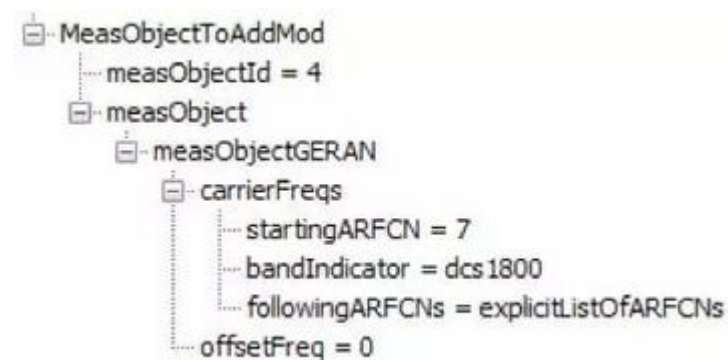 MeasObjectToAddMod
measObjectId = 4
measObject
measObjectGERAN
carrierFreqs
startingARFCN = 7
bandIndicator = dcs1800
followingARFCNs = explicitListOfARFCNs
offsetFreq = 0